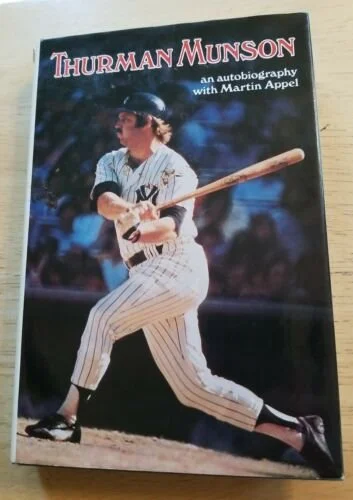 THURMAN MUNSON
an autobiography
with Martin Appel